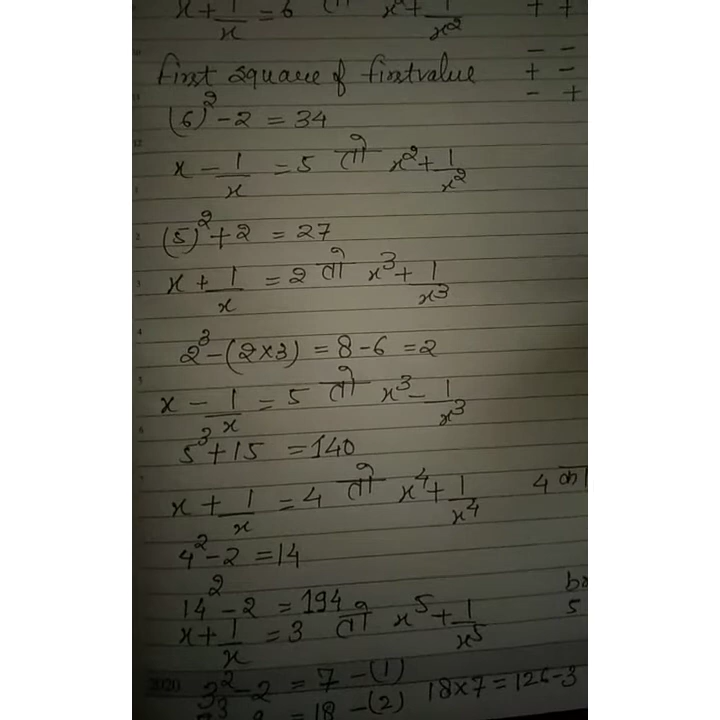 x + 1/x = 6 तो x² + 1/x² + +
- -
First square of first value + -
- +
(6)² - 2 = 34
x - 1/x = 5 तो x² + 1/x²
(5)² + 2 = 27
x + 1/x = 2 तो x³ + 1/x³
2³ - (2×3) = 8 - 6 = 2
x - 1/x = 5 तो x³ - 1/x³
5³ + 15 = 140
x + 1/x = 4 तो x⁴ + 1/x⁴ 4 का
4² - 2 = 14
14² - 2 = 194
x + 1/x = 3 तो x⁵ + 1/x⁵ 5
2020 3² - 2 = 7 - (1)
= 18 - (2) 18×7 = 126 - 3